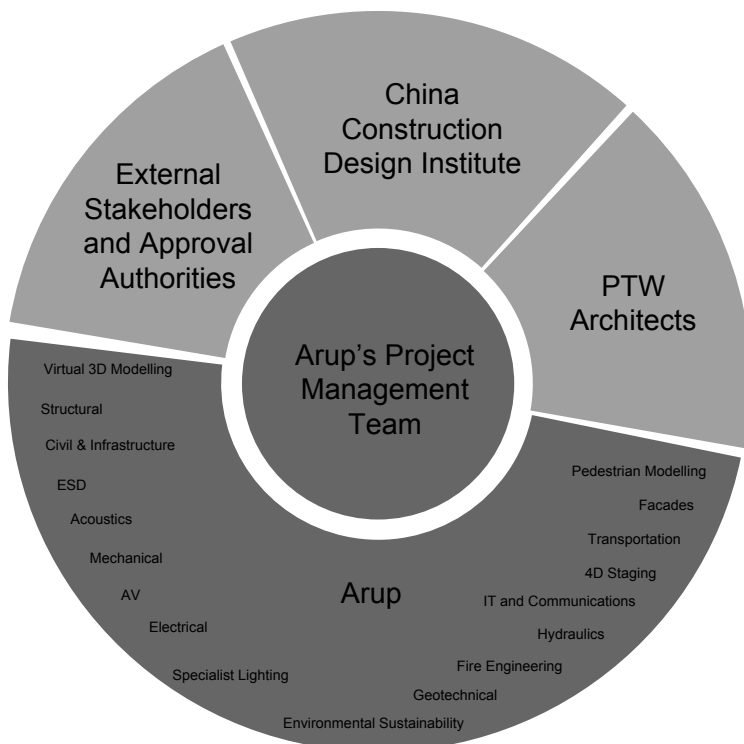 China
Construction
Design Institute
External
Stakeholders
and Approval
Authorities
PTW
Architects
Arup’s Project
Management
Team
Virtual 3D Modelling
Structural
Civil & Infrastructure
ESD
Acoustics
Mechanical
AV
Electrical
Specialist Lighting
Environmental Sustainability
Arup
Pedestrian Modelling
Facades
Transportation
4D Staging
IT and Communications
Hydraulics
Fire Engineering
Geotechnical